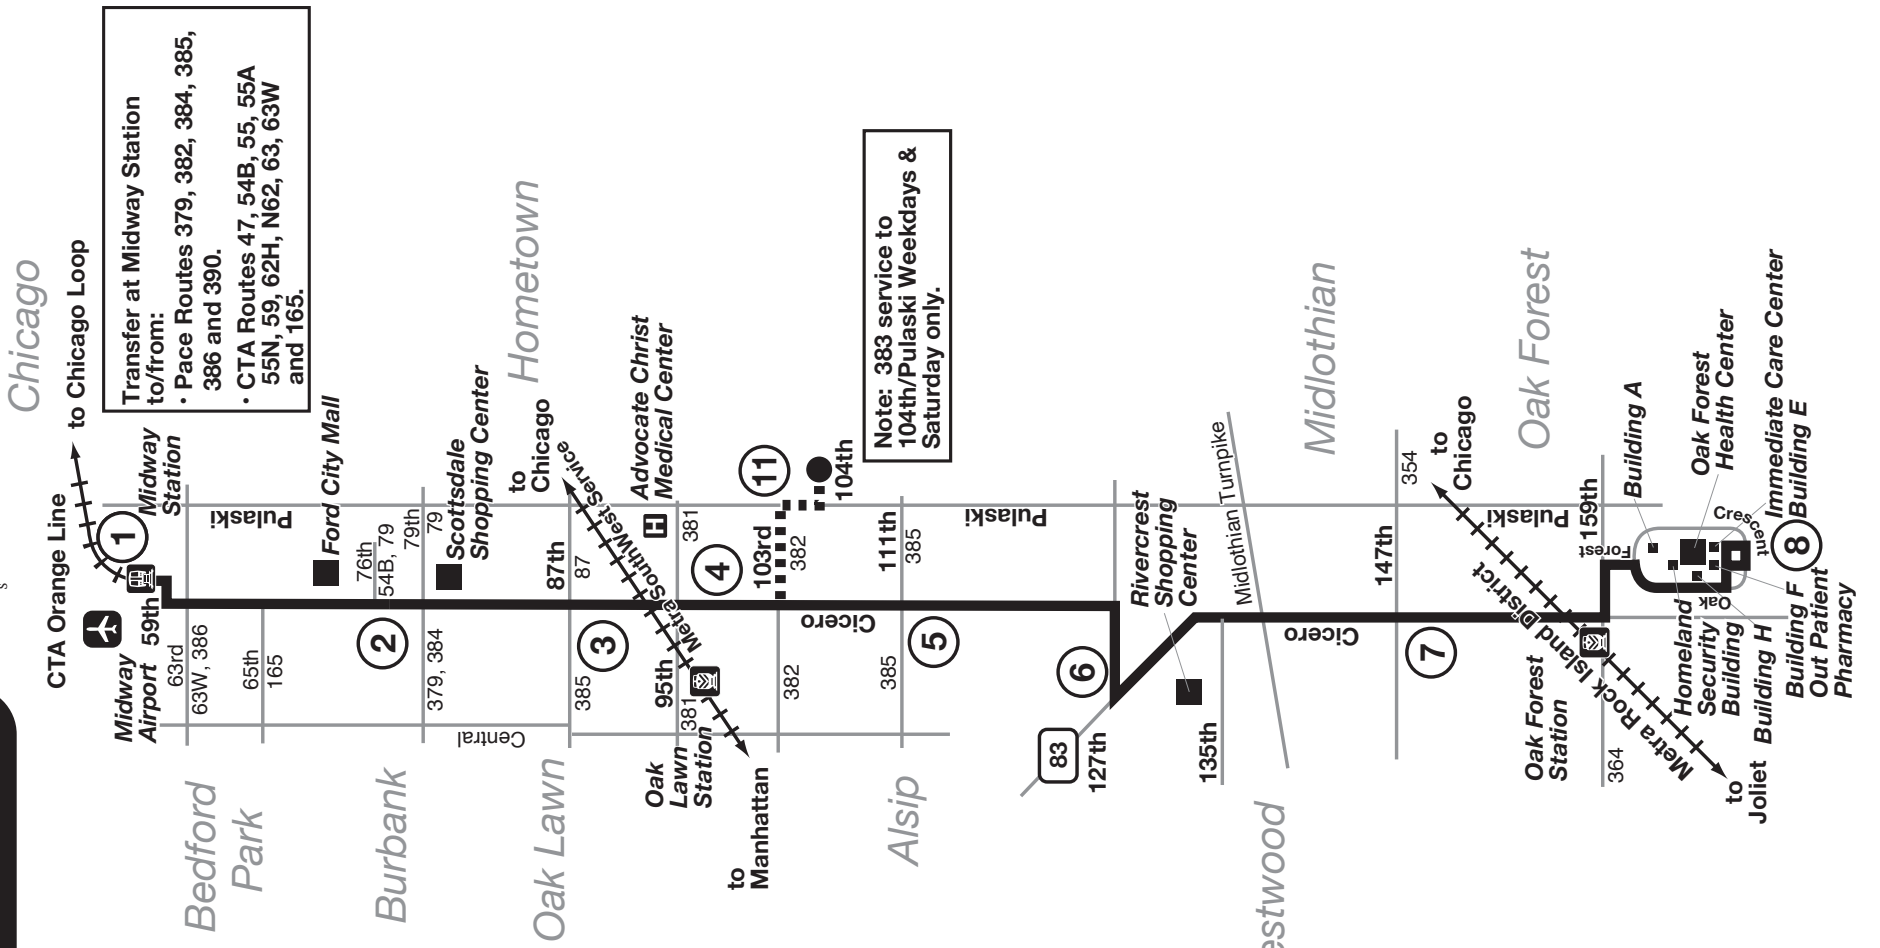 Chicago
to Chicago Loop
CTA Orange Line
Transfer at Midway Station
to/from:
• Pace Routes 379, 382, 384, 385,
386 and 390.
• CTA Routes 47, 54B, 55, 55A
55N, 59, 62H, N62, 63, 63W
and 165.
1
Midway
Station
Midway
Airport
59th
63rd
63W, 386
65th
165
Pulaski
Bedford
Park
Ford City Mall
76th
54B, 79
79th
79
2
379, 384
Burbank
Scottsdale
Shopping Center
Central
Hometown
to
Chicago
87th
87
3
385
Oak Lawn
Metra SouthWest Service
Advocate Christ
Medical Center
H
381
95th
381
Oak
Lawn
Station
to
Manhattan
4
11
103rd
382
382
104th
Cicero
Note: 383 service to
104th/Pulaski Weekdays &
Saturday only.
111th
385
385
5
Alsip
Pulaski
6
83
127th
Rivercrest
Shopping
Center
135th
Midlothian Turnpike
Cicero
estwood
Midlothian
147th
354
7
to
Chicago
Pulaski
Oak Forest
Metra Rock Island District
Oak Forest
Station
159th
364
Forest
Building A
Oak Forest
Health Center
Crescent
Immediate Care Center
Building E
8
Oak
Homeland
Security
Building
Building H
Building F
Out Patient
Pharmacy
to
Joliet
s